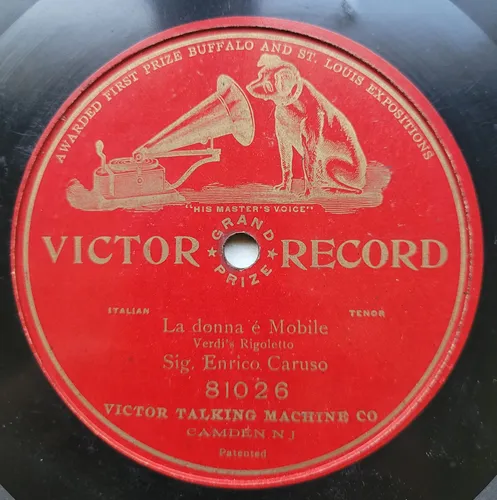 AWARDED FIRST PRIZE BUFFALO AND ST. LOUIS EXPOSITIONS
"HIS MASTER'S VOICE"
VICTOR RECORD
GRAND PRIZE
ITALIAN TENOR
La donna é Mobile
Verdi's Rigoletto
Sig. Enrico Caruso
81026
VICTOR TALKING MACHINE CO
CAMDEN N J
Patented